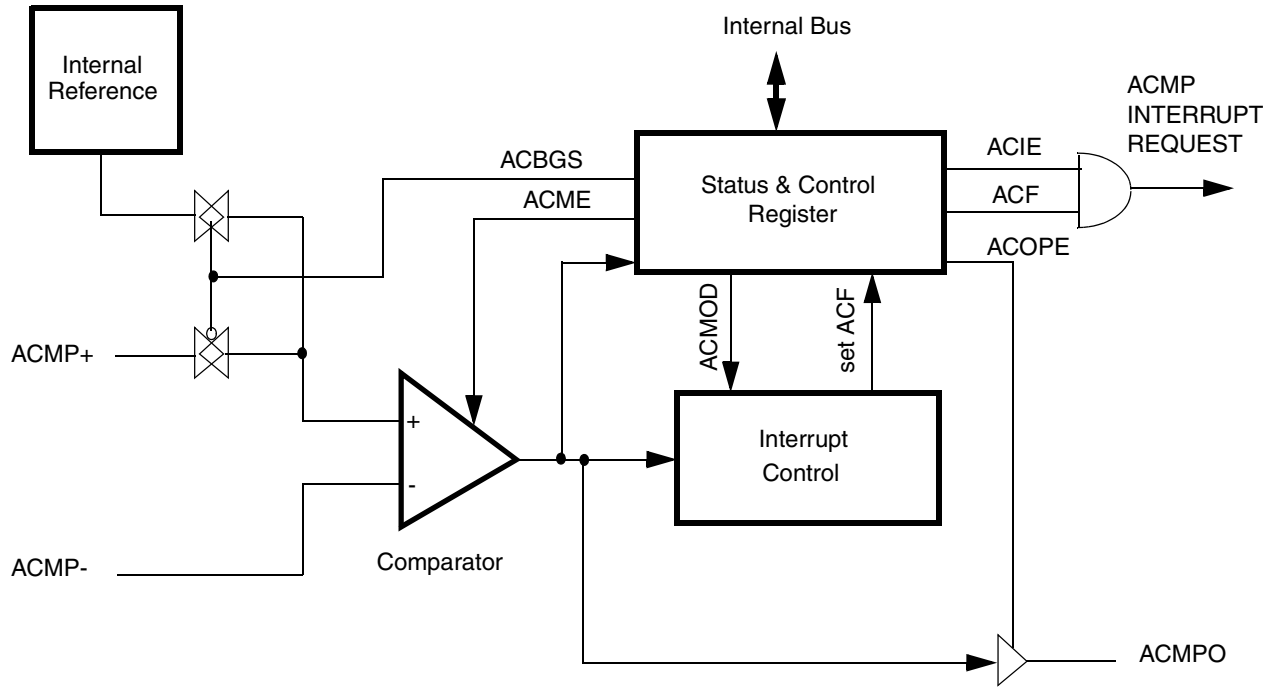 Internal Bus
Internal
Reference
ACMP
INTERRUPT
REQUEST
ACBGS
ACME
Status & Control
Register
ACIE
ACF
ACOPE
ACMOD
set ACF
ACMP+
+
-
Interrupt
Control
Comparator
ACMP-
ACMPO